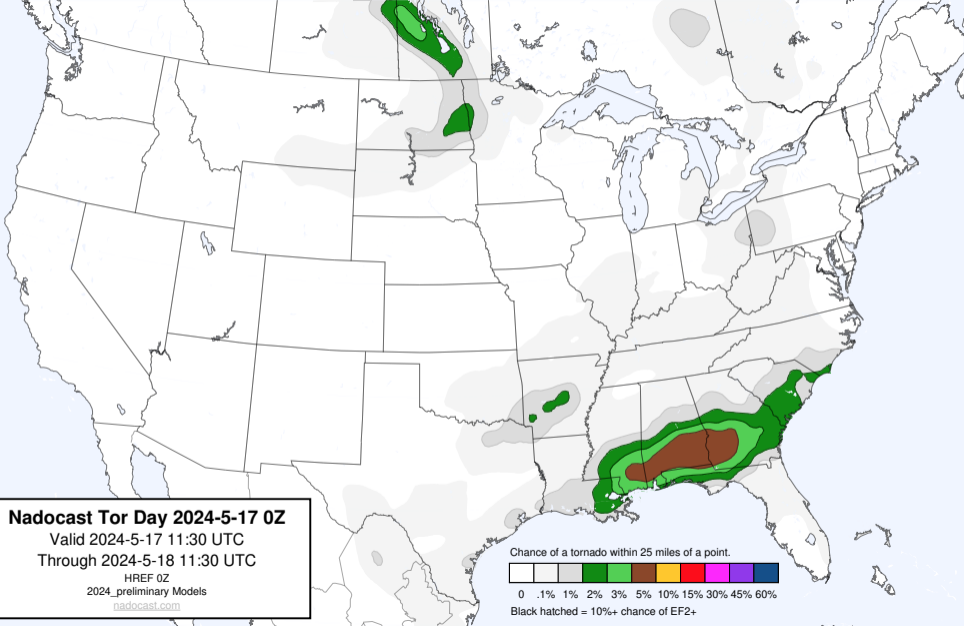 Nadocast Tor Day 2024-5-17 0Z
Valid 2024-5-17 11:30 UTC
Through 2024-5-18 11:30 UTC
HREF 0Z
2024_preliminary Models
nadocast.com
Chance of a tornado within 25 miles of a point.
0 .1% 1% 2% 3% 5% 10% 15% 30% 45% 60%
Black hatched = 10%+ chance of EF2+